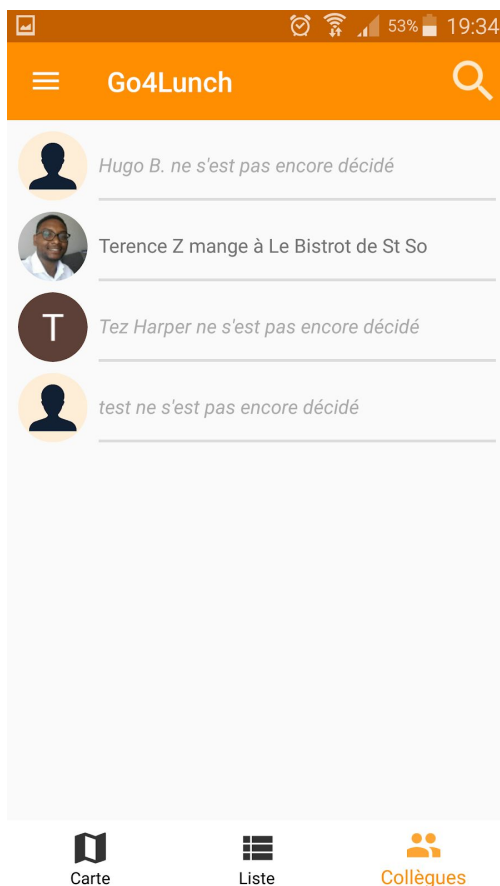 53% 19:34
Go4Lunch
Hugo B. ne s'est pas encore décidé
Terence Z mange à Le Bistrot de St So
T
Tez Harper ne s'est pas encore décidé
test ne s'est pas encore décidé
Carte Liste Collègues